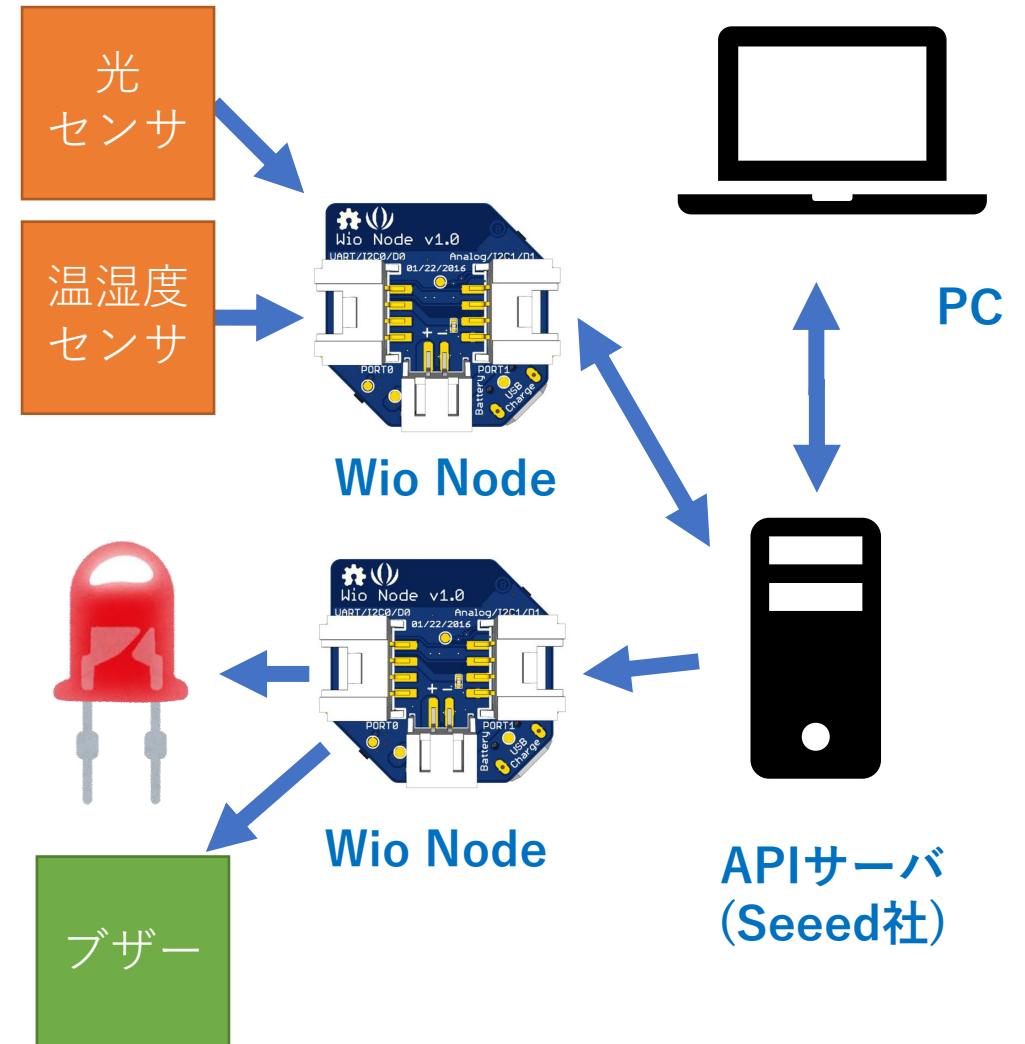 光
センサ
温湿度
センサ
Wio Node v1.0
UART/I2C0/D0
Analog/I2C1/D1
01/22/2016
+ −
PORT0
PORT1
Battery
USB
Charge
Wio Node
PC
Wio Node v1.0
UART/I2C0/D0
Analog/I2C1/D1
01/22/2016
+ −
PORT0
PORT1
Battery
USB
Charge
Wio Node
ブザー
APIサーバ
(Seeed社)